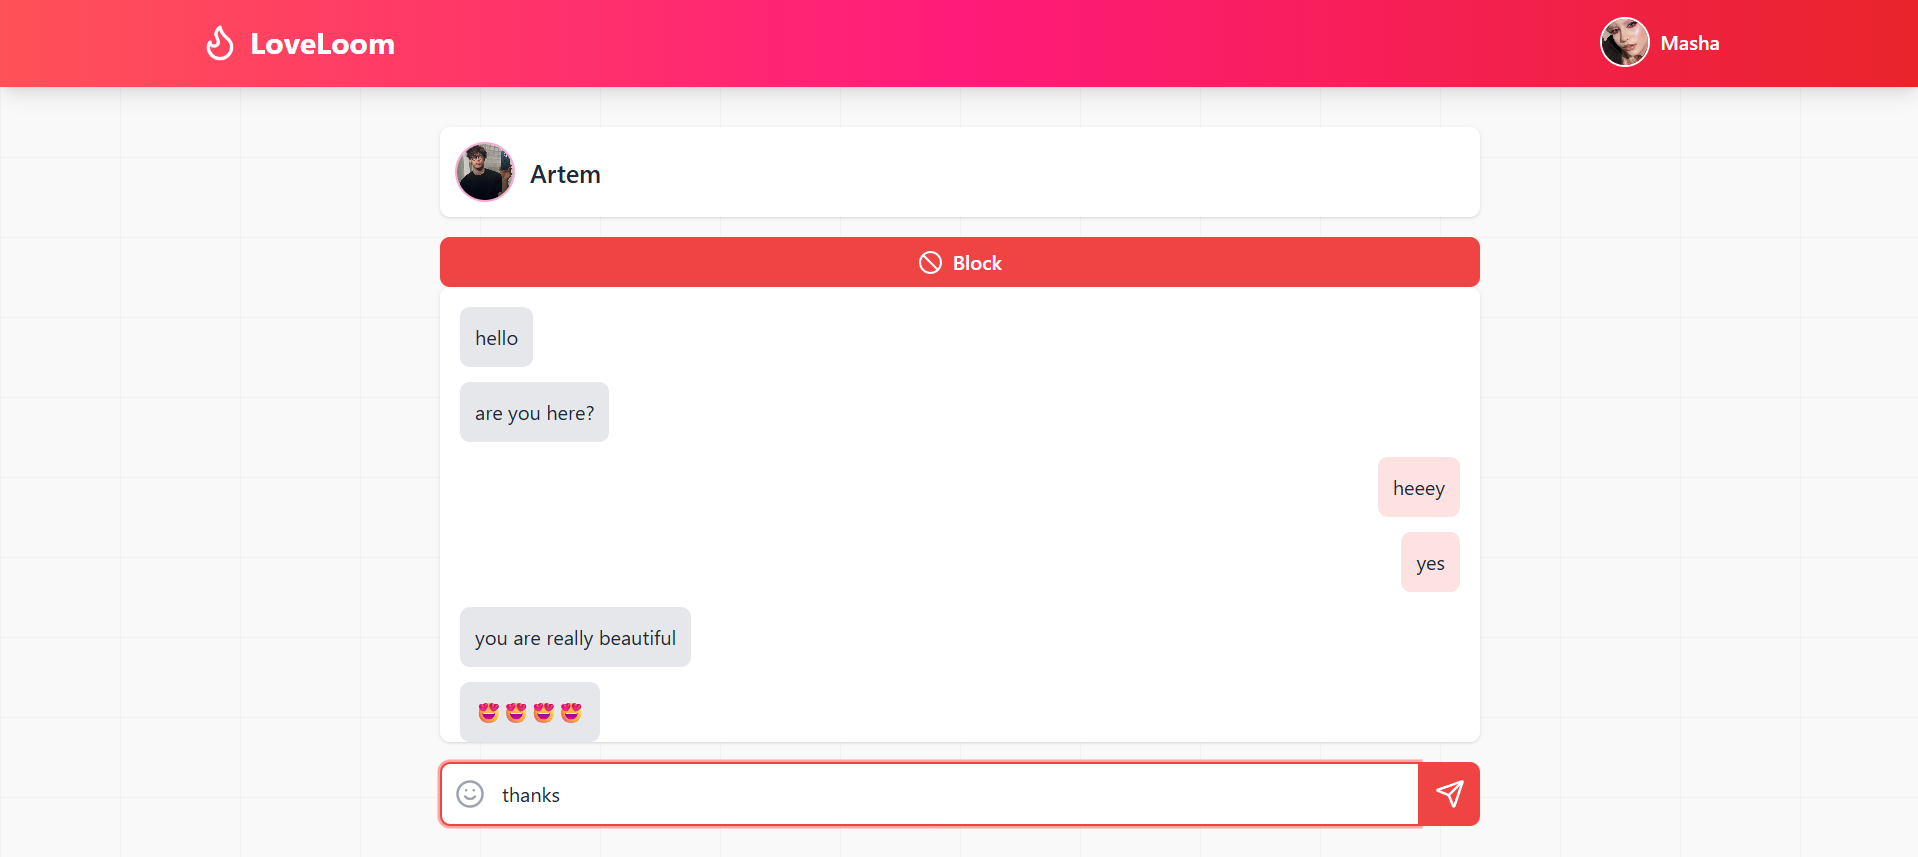 LoveLoom
Masha
Artem
Block
hello
are you here?
heeey
yes
you are really beautiful
😍😍😍😍
thanks